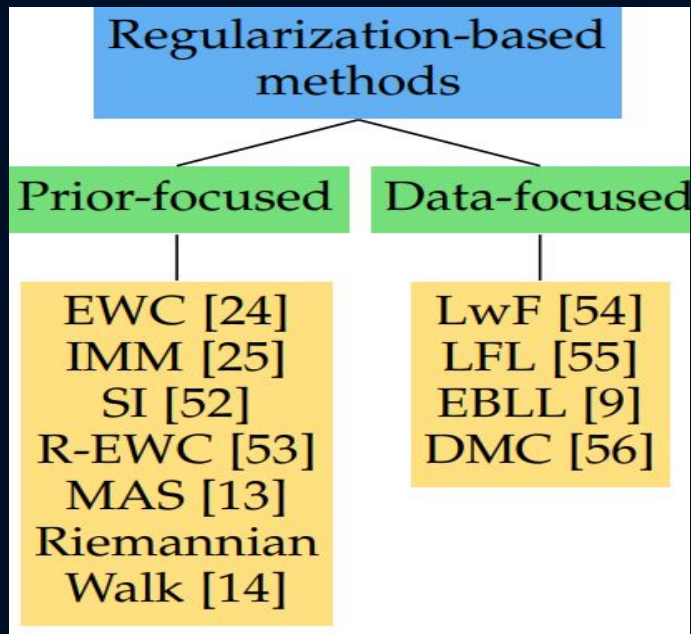 Regularization-based
methods
Prior-focused
Data-focused
EWC [24]
IMM [25]
SI [52]
R-EWC [53]
MAS [13]
Riemannian
Walk [14]
LwF [54]
LFL [55]
EBLL [9]
DMC [56]